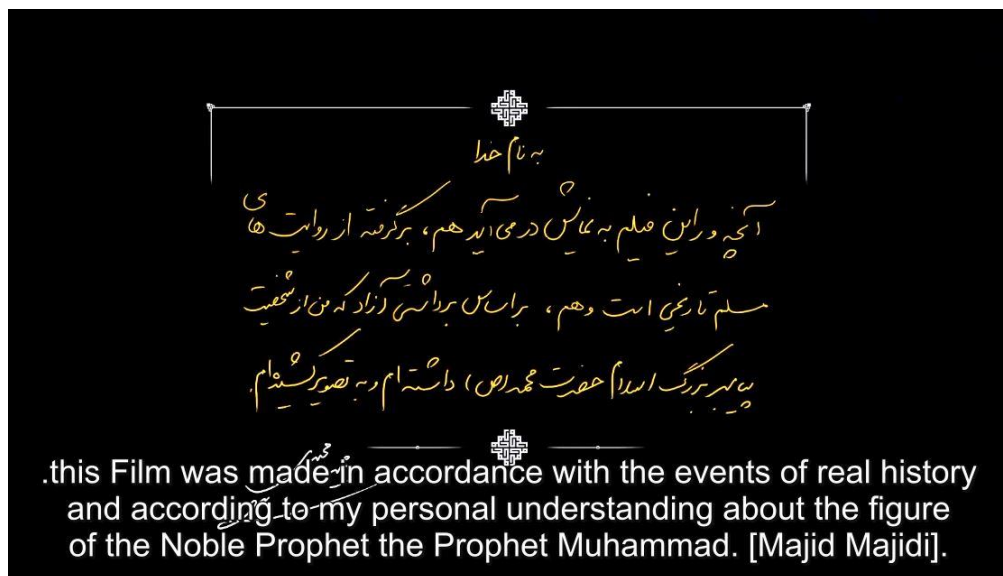 به نام خدا
آنچه در این فیلم به نمایش در می آید هم، برگرفته از روایت های
مسلم تاریخی است و هم، براساس برداشتی آزاد که من از شخصیت
پیامبر بزرگ اسلام حضرت محمد (ص) داشته ام و به تصویر کشیده ام.
.this Film was made in accordance with the events of real history
and according to my personal understanding about the figure
of the Noble Prophet the Prophet Muhammad. [Majid Majidi].